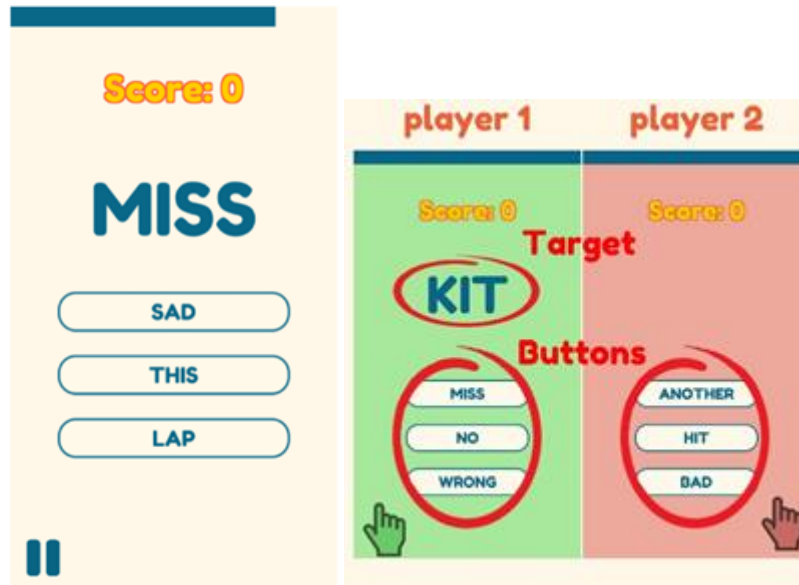 Score: 0
MISS
SAD
THIS
LAP
player 1 player 2
Score: 0 Score: 0
Target
KIT
Buttons
MISS ANOTHER
NO HIT
WRONG BAD